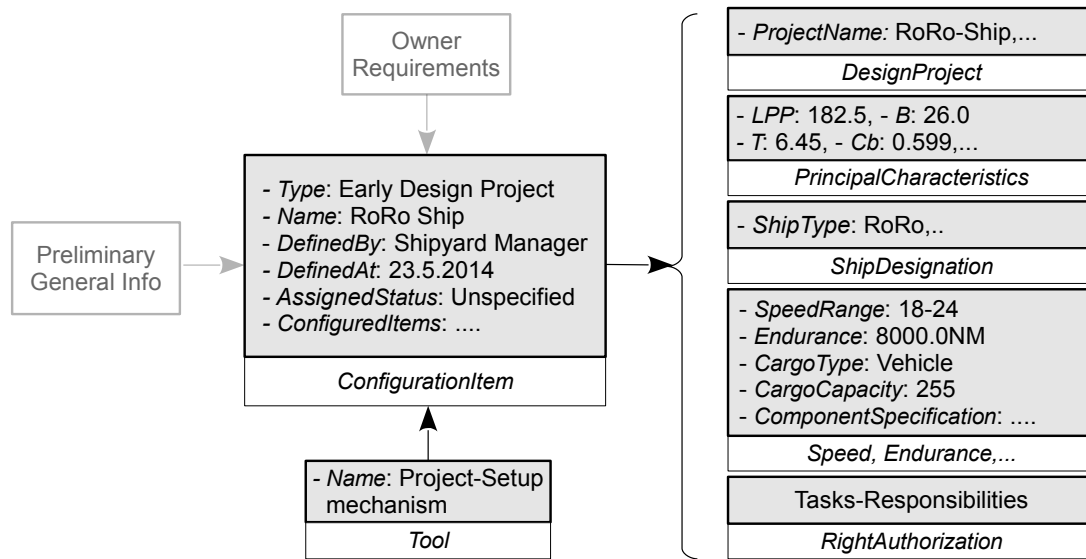 Owner
Requirements
Preliminary
General Info
- Type: Early Design Project
- Name: RoRo Ship
- DefinedBy: Shipyard Manager
- DefinedAt: 23.5.2014
- AssignedStatus: Unspecified
- ConfiguredItems: ....
ConfigurationItem
- Name: Project-Setup
mechanism
Tool
- ProjectName: RoRo-Ship,...
DesignProject
- LPP: 182.5, - B: 26.0
- T: 6.45, - Cb: 0.599,...
PrincipalCharacteristics
- ShipType: RoRo,..
ShipDesignation
- SpeedRange: 18-24
- Endurance: 8000.0NM
- CargoType: Vehicle
- CargoCapacity: 255
- ComponentSpecification: ....
Speed, Endurance,...
Tasks-Responsibilities
RightAuthorization